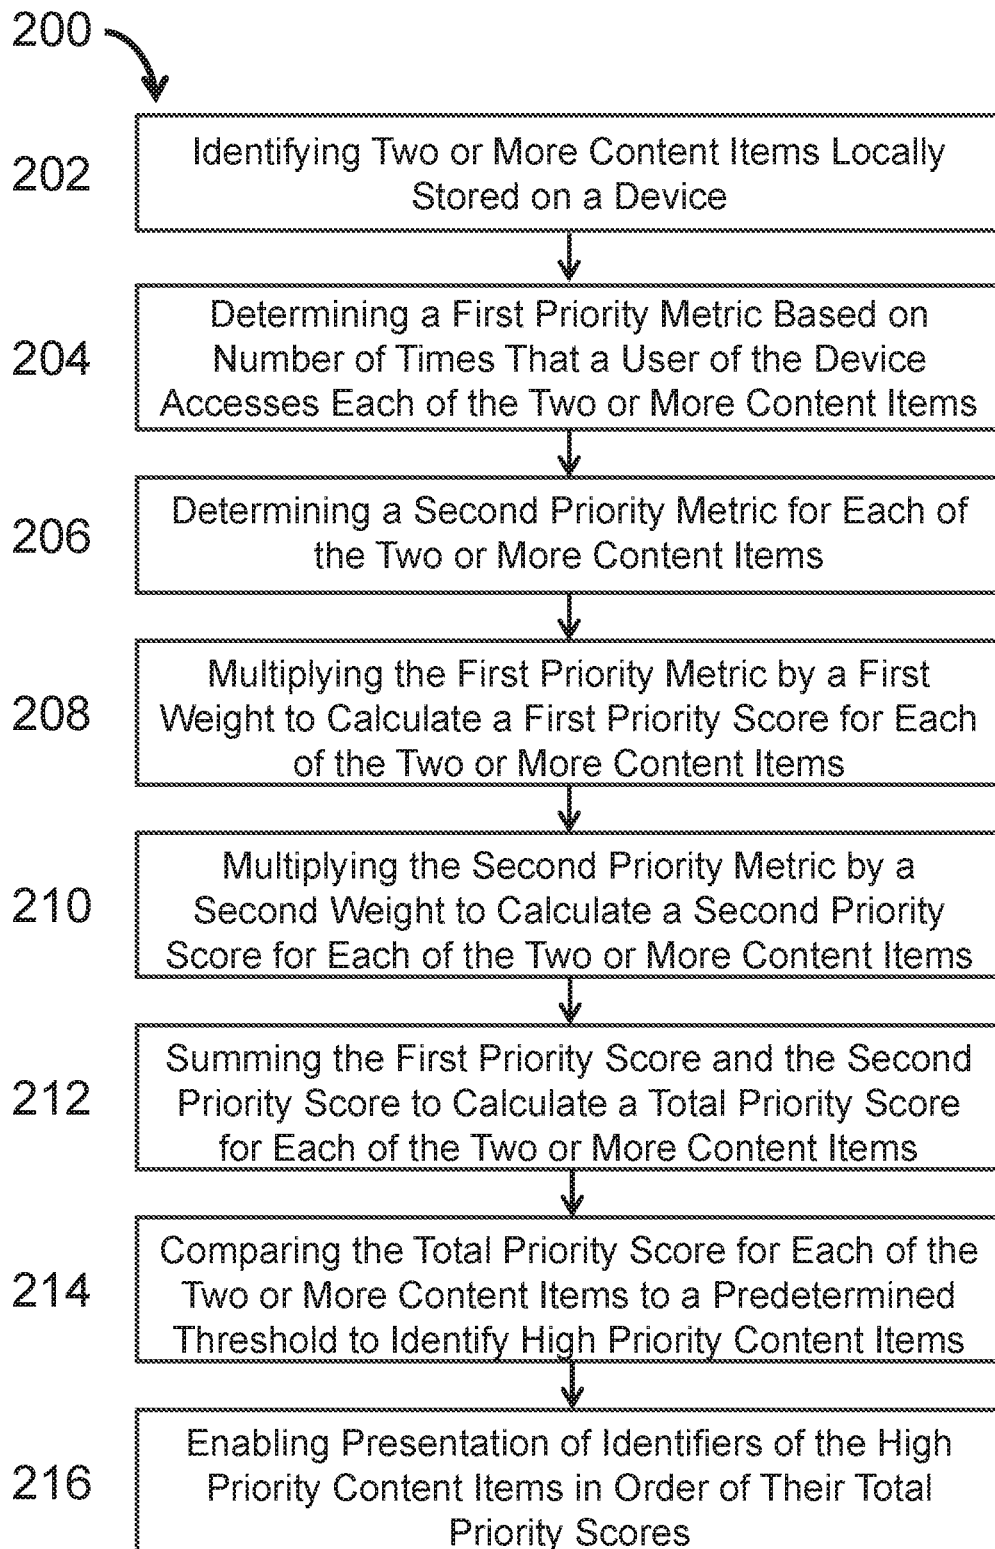 200
202
Identifying Two or More Content Items Locally
Stored on a Device
204
Determining a First Priority Metric Based on
Number of Times That a User of the Device
Accesses Each of the Two or More Content Items
206
Determining a Second Priority Metric for Each of
the Two or More Content Items
208
Multiplying the First Priority Metric by a First
Weight to Calculate a First Priority Score for Each
of the Two or More Content Items
210
Multiplying the Second Priority Metric by a
Second Weight to Calculate a Second Priority
Score for Each of the Two or More Content Items
212
Summing the First Priority Score and the Second
Priority Score to Calculate a Total Priority Score
for Each of the Two or More Content Items
214
Comparing the Total Priority Score for Each of the
Two or More Content Items to a Predetermined
Threshold to Identify High Priority Content Items
216
Enabling Presentation of Identifiers of the High
Priority Content Items in Order of Their Total
Priority Scores